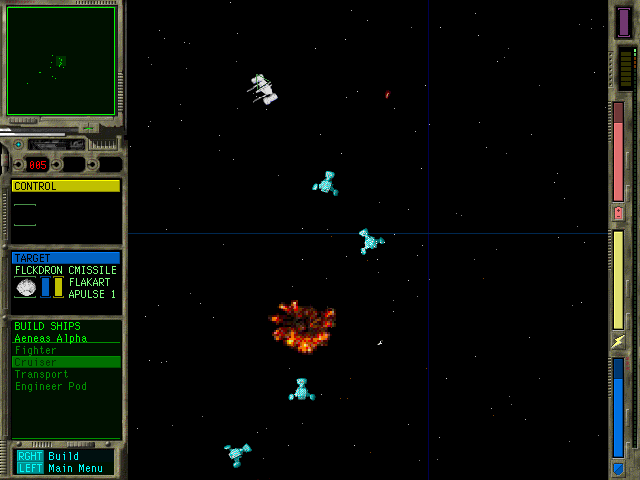 005
CONTROL
TARGET
FLCKDRON CMISSILE
FLAKART
APULSE 1
BUILD SHIPS
Aeneas Alpha
Fighter
Cruiser
Transport
Engineer Pod
RGHT Build
LEFT Main Menu